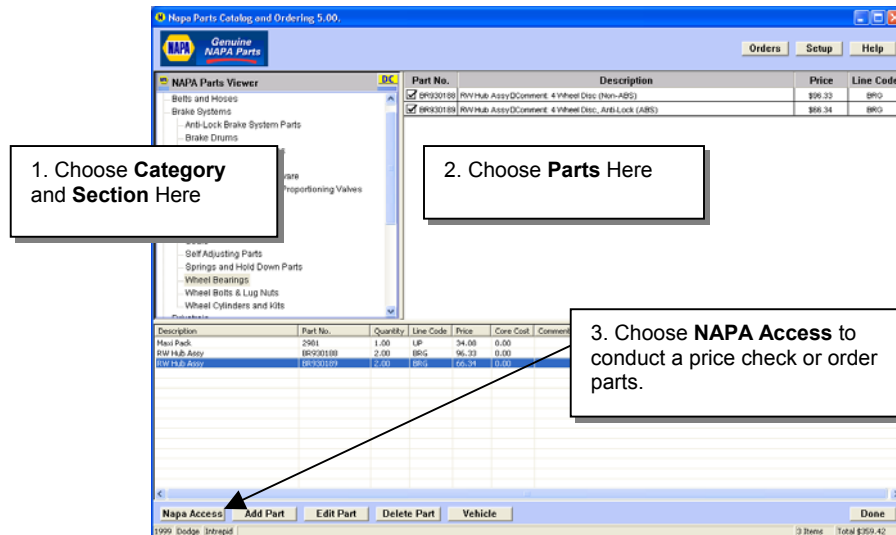 Napa Parts Catalog and Ordering 5.00.
NAPA
Genuine
NAPA Parts
Orders Setup Help
NAPA Parts Viewer DC
Belts and Hoses
Brake Systems
Anti-Lock Brake System Parts
Brake Drums
Proportioning Valves
Self Adjusting Parts
Springs and Hold Down Parts
Wheel Bearings
Wheel Bolts & Lug Nuts
Wheel Cylinders and Kits
Part No. Description Price Line Code
BR930188 RW Hub Assy DComment: 4 Wheel Disc (Non-ABS) $96.33 BRG
BR930189 RW Hub Assy DComment: 4 Wheel Disc, Anti-Lock (ABS) $66.34 BRG
1. Choose Category
and Section Here
2. Choose Parts Here
3. Choose NAPA Access to
conduct a price check or order
parts.
Description Part No. Quantity Line Code Price Core Cost Comment
Maxi Pack 2981 1.00 UP 34.08 0.00
RW Hub Assy BR930188 2.00 BRG 96.33 0.00
RW Hub Assy BR930189 2.00 BRG 66.34 0.00
Napa Access Add Part Edit Part Delete Part Vehicle Done
1999 Dodge Intrepid 3 Items Total $359.42